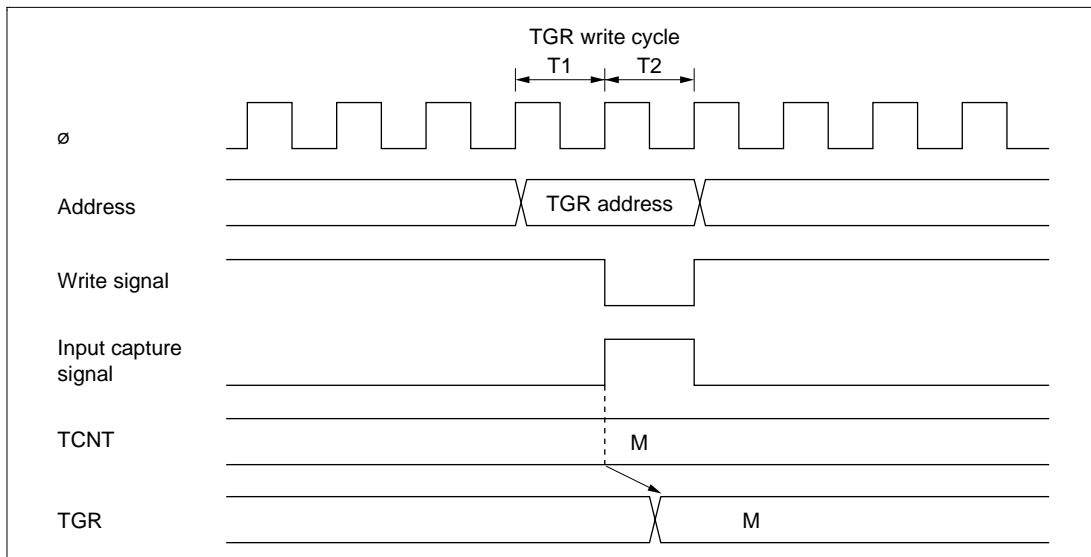 TGR write cycle
T1 T2
ø
Address
TGR address
Write signal
Input capture
signal
TCNT
M
TGR
M